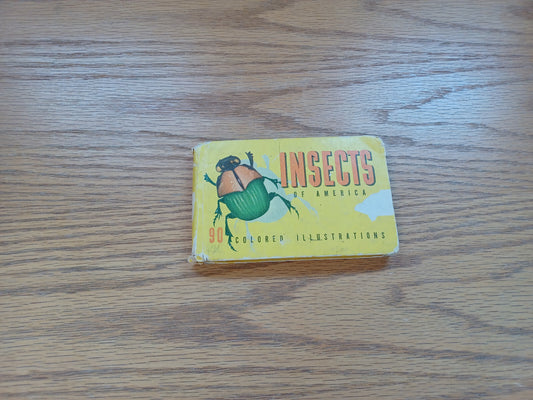 INSECTS
OF AMERICA
90 COLORED ILLUSTRATIONS